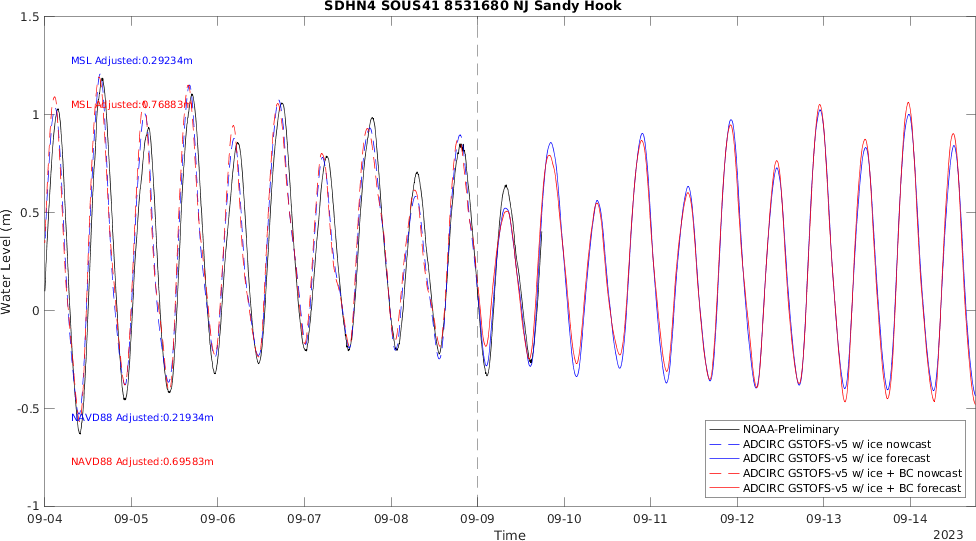 SDHN4 SOUS41 8531680 NJ Sandy Hook
1.5
1
0.5
0
-0.5
-1
Water Level (m)
MSL Adjusted:0.29234m
MSL Adjusted:0.76883m
NAVD88 Adjusted:0.21934m
NAVD88 Adjusted:0.69583m
NOAA-Preliminary
ADCIRC GSTOFS-v5 w/ ice nowcast
ADCIRC GSTOFS-v5 w/ ice forecast
ADCIRC GSTOFS-v5 w/ ice + BC nowcast
ADCIRC GSTOFS-v5 w/ ice + BC forecast
09-04 09-05 09-06 09-07 09-08 09-09 09-10 09-11 09-12 09-13 09-14
Time
2023